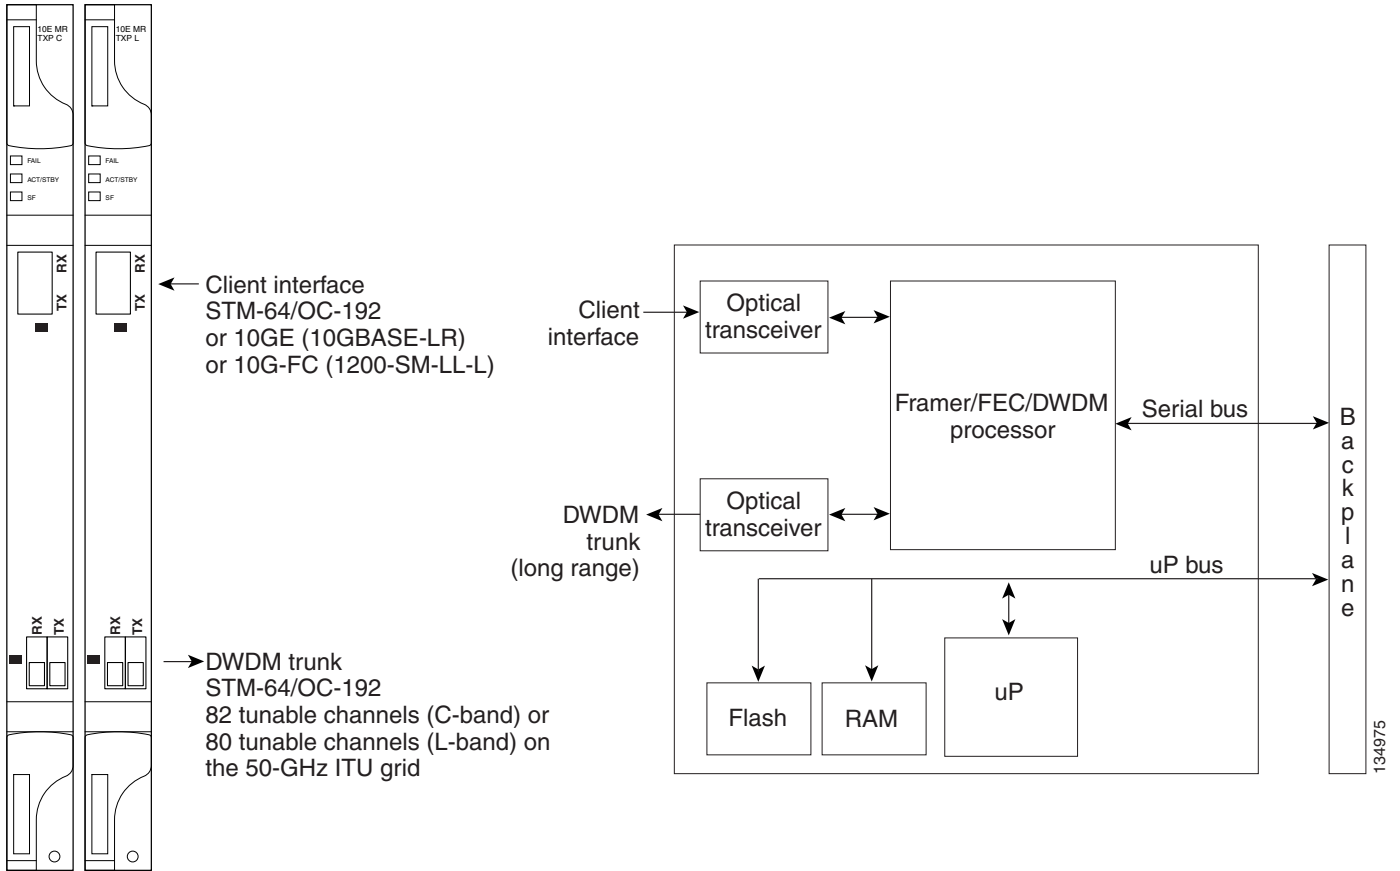 10E MR
TXP C
10E MR
TXP L
FAIL
ACT/STBY
SF
FAIL
ACT/STBY
SF
RX
TX
RX
TX
Client interface
STM-64/OC-192
or 10GE (10GBASE-LR)
or 10G-FC (1200-SM-LL-L)
RX
TX
RX
TX
DWDM trunk
STM-64/OC-192
82 tunable channels (C-band) or
80 tunable channels (L-band) on
the 50-GHz ITU grid
Client
interface
Optical
transceiver
Framer/FEC/DWDM
processor
Serial bus
DWDM
trunk
(long range)
Optical
transceiver
uP bus
Flash
RAM
uP
Backplane
134975